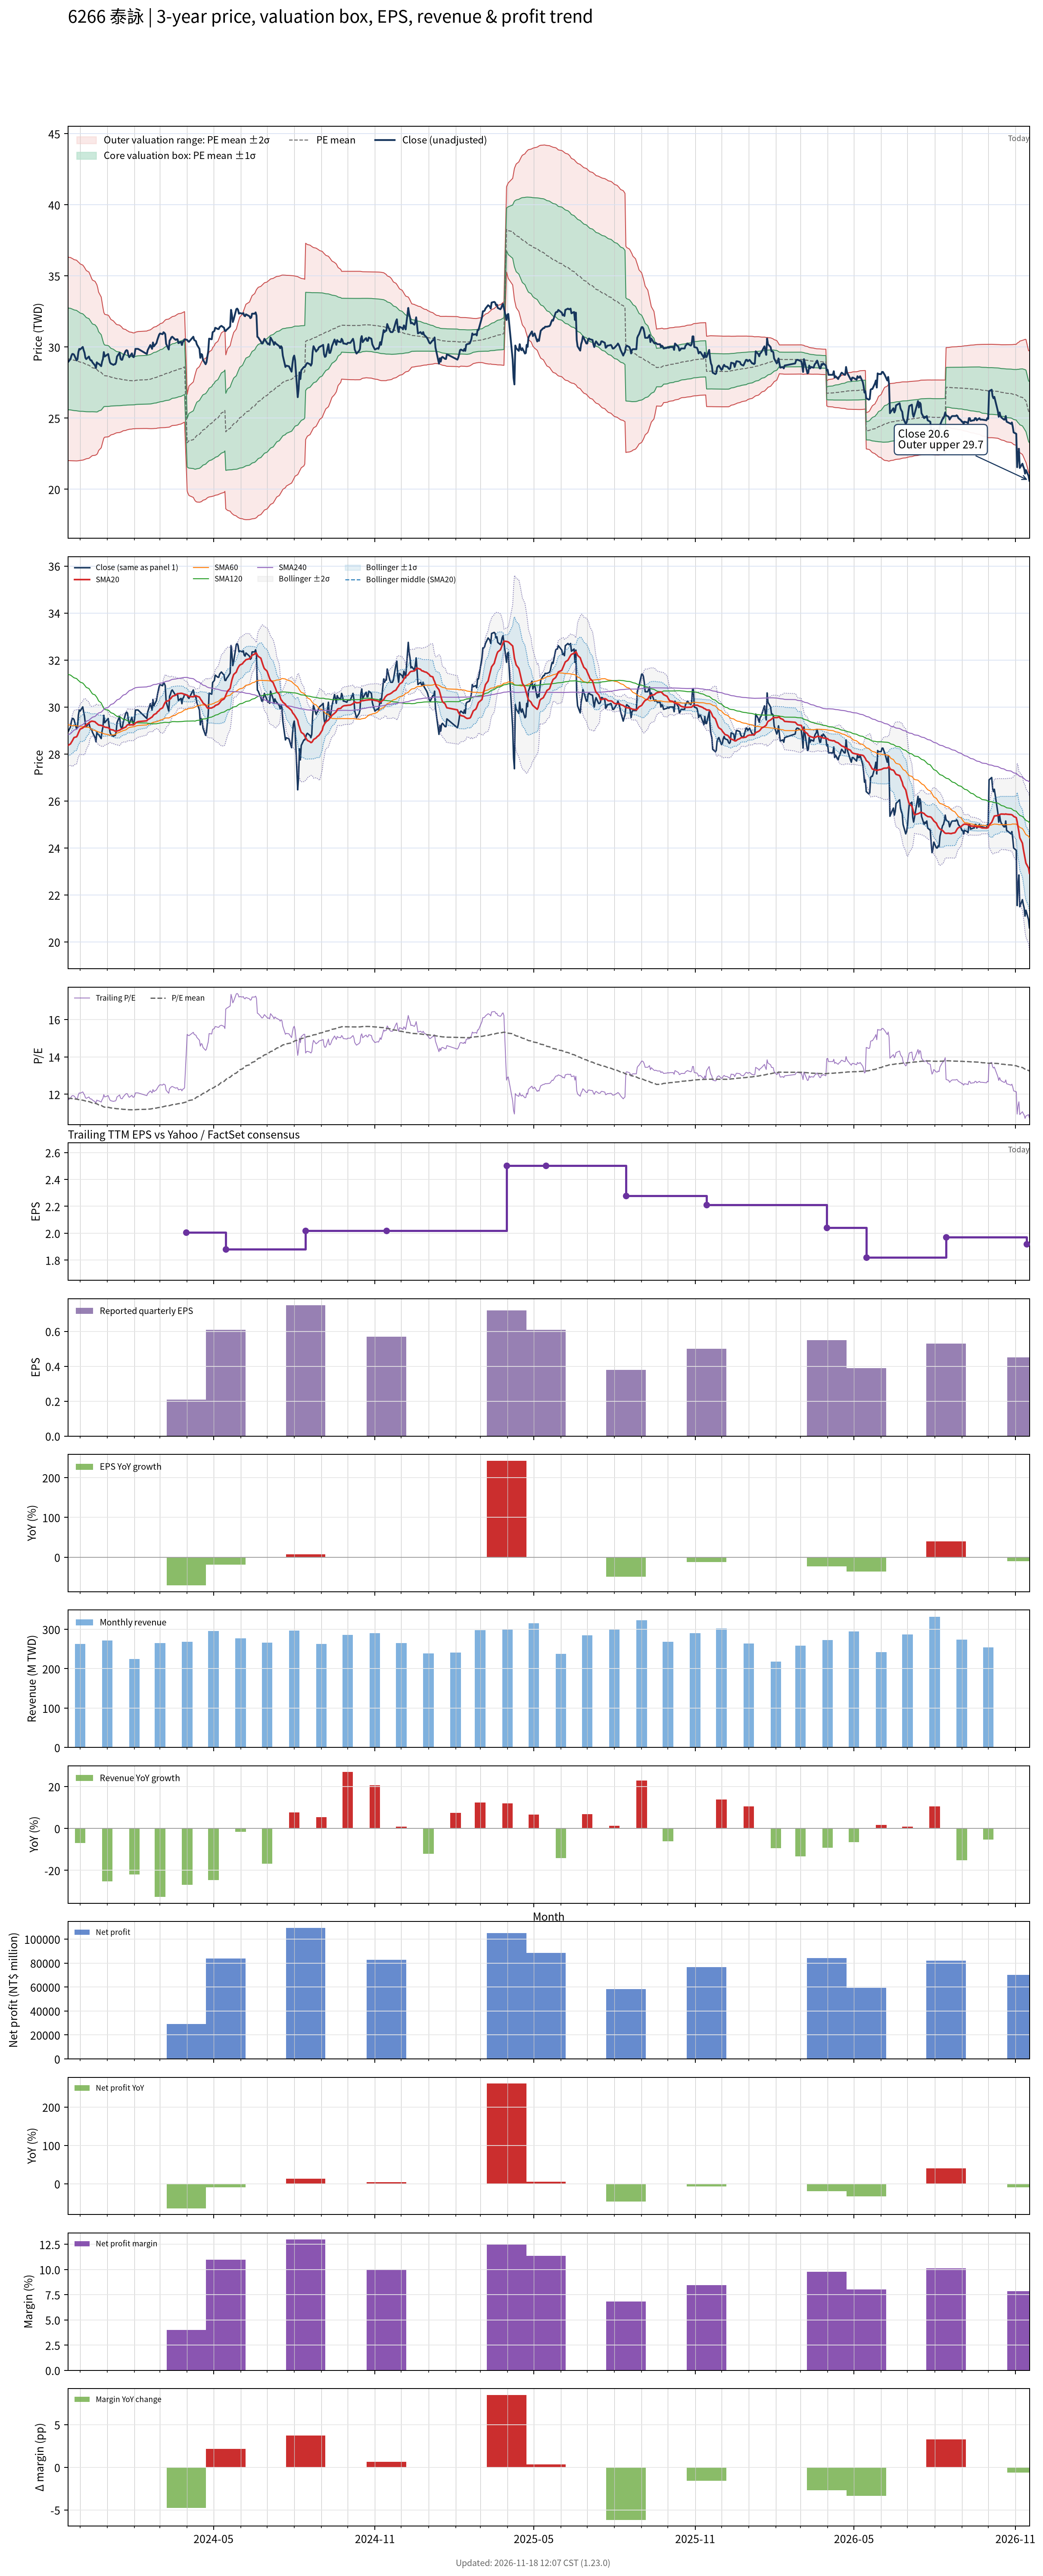 6266 泰詠 | 3-year price, valuation box, EPS, revenue & profit trend
Outer valuation range: PE mean ±2σ
Core valuation box: PE mean ±1σ
PE mean
Close (unadjusted)
Today
Price (TWD)
45
40
35
30
25
20
Close 20.6
Outer upper 29.7
Close (same as panel 1)
SMA20
SMA60
SMA120
SMA240
Bollinger ±2σ
Bollinger ±1σ
Bollinger middle (SMA20)
Price
36
34
32
30
28
26
24
22
20
Trailing P/E
P/E mean
P/E
16
14
12
Trailing TTM EPS vs Yahoo / FactSet consensus
Today
EPS
2.6
2.4
2.2
2.0
1.8
Reported quarterly EPS
EPS
0.6
0.4
0.2
0.0
EPS YoY growth
YoY (%)
200
100
0
Monthly revenue
Revenue (M TWD)
300
200
100
0
Revenue YoY growth
YoY (%)
20
0
-20
Month
Net profit
Net profit (NT$ million)
100000
80000
60000
40000
20000
0
Net profit YoY
YoY (%)
200
100
0
Net profit margin
Margin (%)
12.5
10.0
7.5
5.0
2.5
0.0
Margin YoY change
Δ margin (pp)
5
0
-5
2024-05
2024-11
2025-05
2025-11
2026-05
2026-11
Updated: 2026-11-18 12:07 CST (1.23.0)